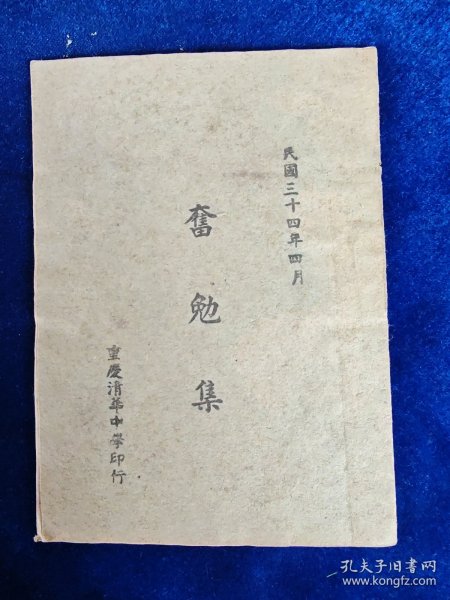 民國三十四年四月
奮勉集
重慶清華中學印行
孔夫子旧书网
www.kongfz.com